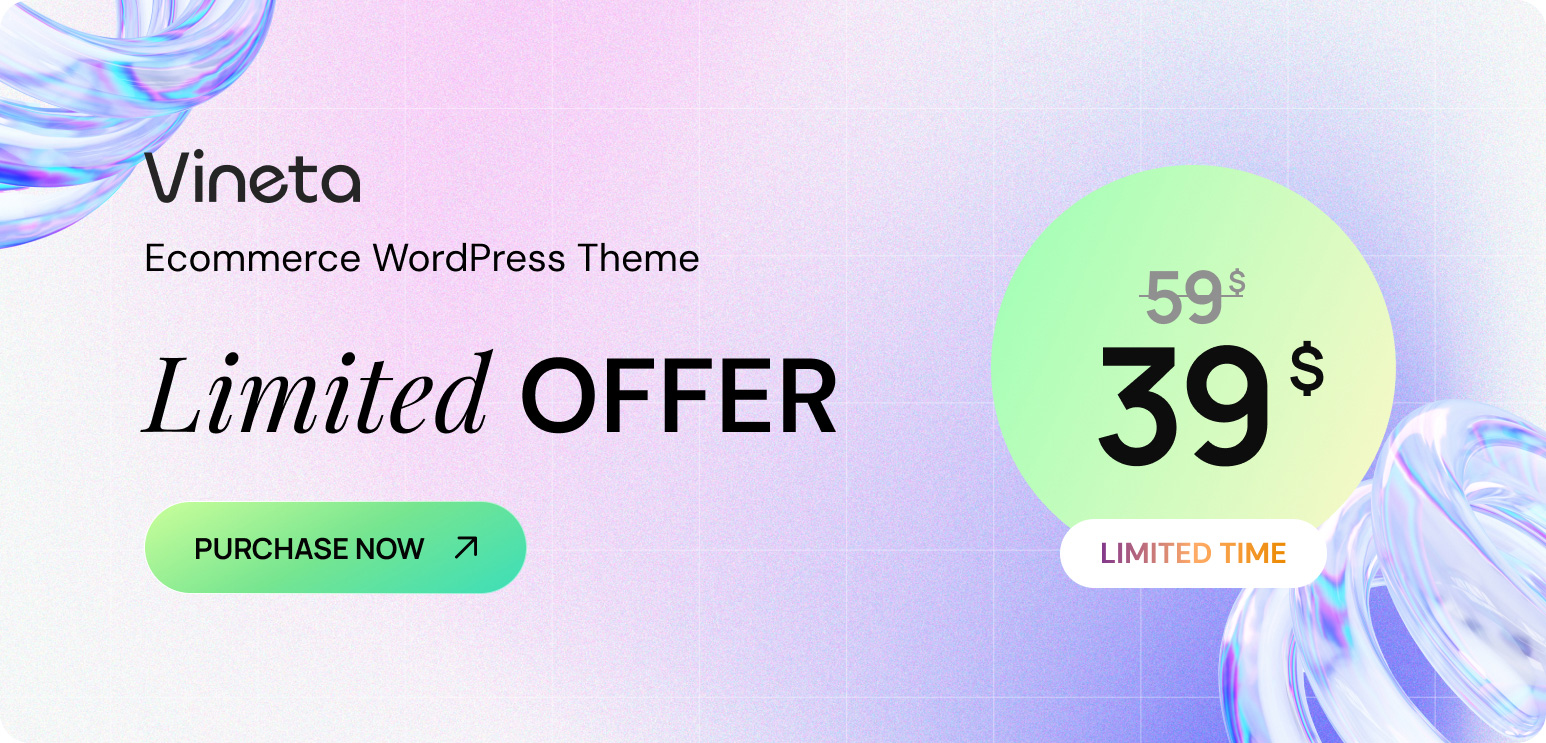 Vineta
Ecommerce WordPress Theme
Limited OFFER
PURCHASE NOW
59$
39$
LIMITED TIME